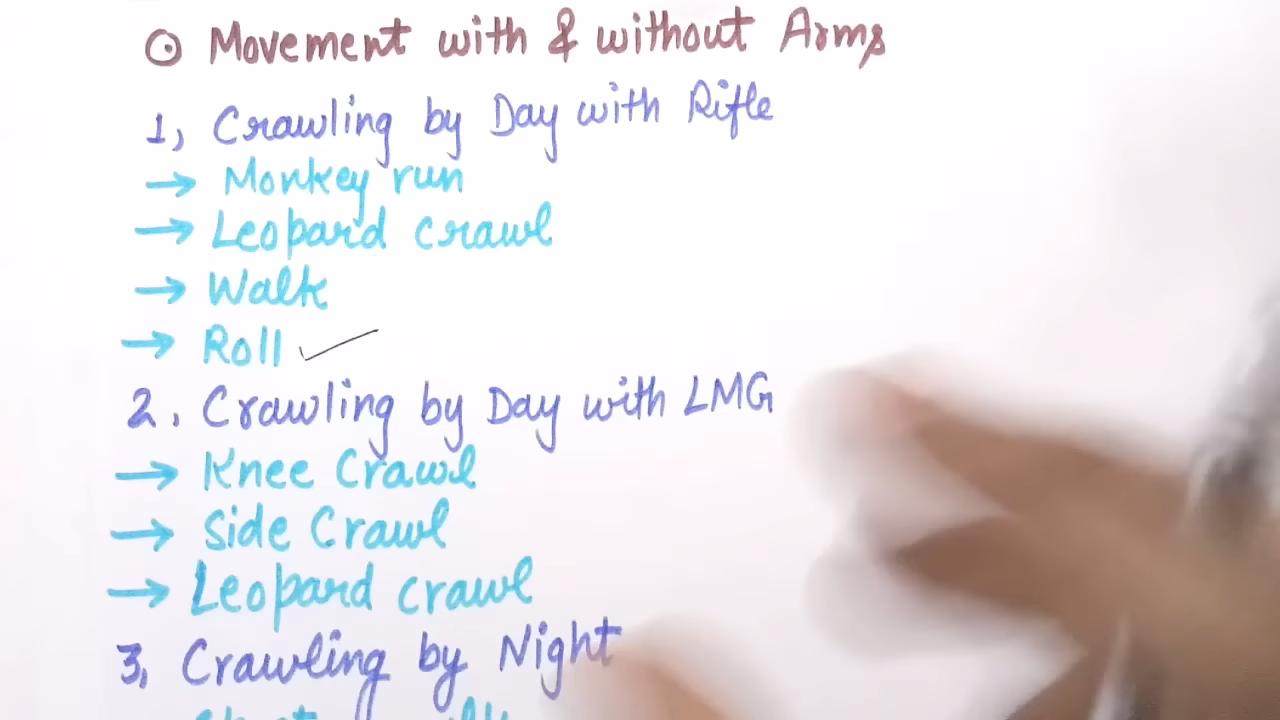 ⊙ Movement with & without Arms
1, Crawling by Day with Rifle
→ Monkey run
→ Leopard crawl
→ Walk
→ Roll ✓
2. Crawling by Day with LMG
→ Knee Crawl
→ Side Crawl
→ Leopard crawl
3, Crawling by Night